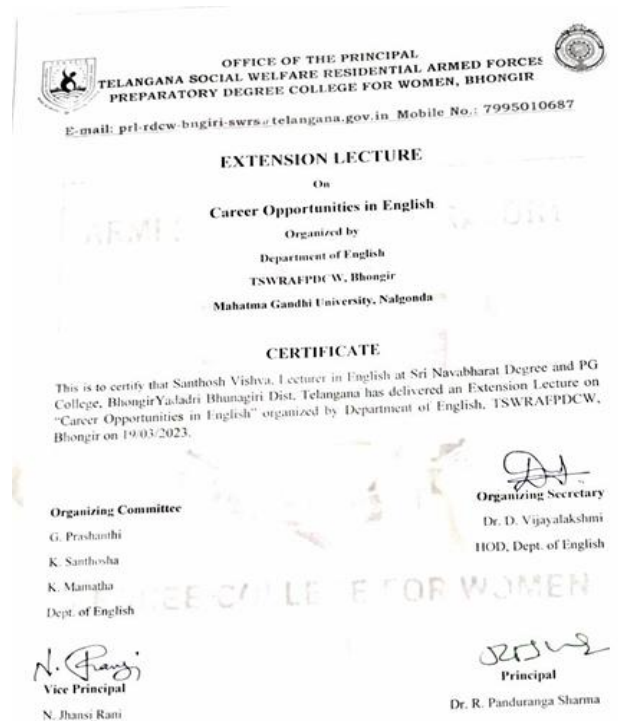 OFFICE OF THE PRINCIPAL
TELANGANA SOCIAL WELFARE RESIDENTIAL ARMED FORCES
PREPARATORY DEGREE COLLEGE FOR WOMEN, BHONGIR
E-mail: prl-rdcw-bngiri-swrs@telangana.gov.in Mobile No.: 7995010687
EXTENSION LECTURE
On
Career Opportunities in English
Organized by
Department of English
TSWRAFPDCW, Bhongir
Mahatma Gandhi University, Nalgonda
CERTIFICATE
This is to certify that Santhosh Vishva, Lecturer in English at Sri Navabharat Degree and PG
College, BhongirYadadri Bhunagiri Dist, Telangana has delivered an Extension Lecture on
"Career Opportunities in English" organized by Department of English, TSWRAFPDCW,
Bhongir on 19/03/2023.
Organizing Committee
G. Prashanthi
K. Santhosha
K. Mamatha
Dept. of English
Organizing Secretary
Dr. D. Vijayalakshmi
HOD, Dept. of English
FOR WOMEN
Vice Principal
N. Jhansi Rani
Principal
Dr. R. Panduranga Sharma